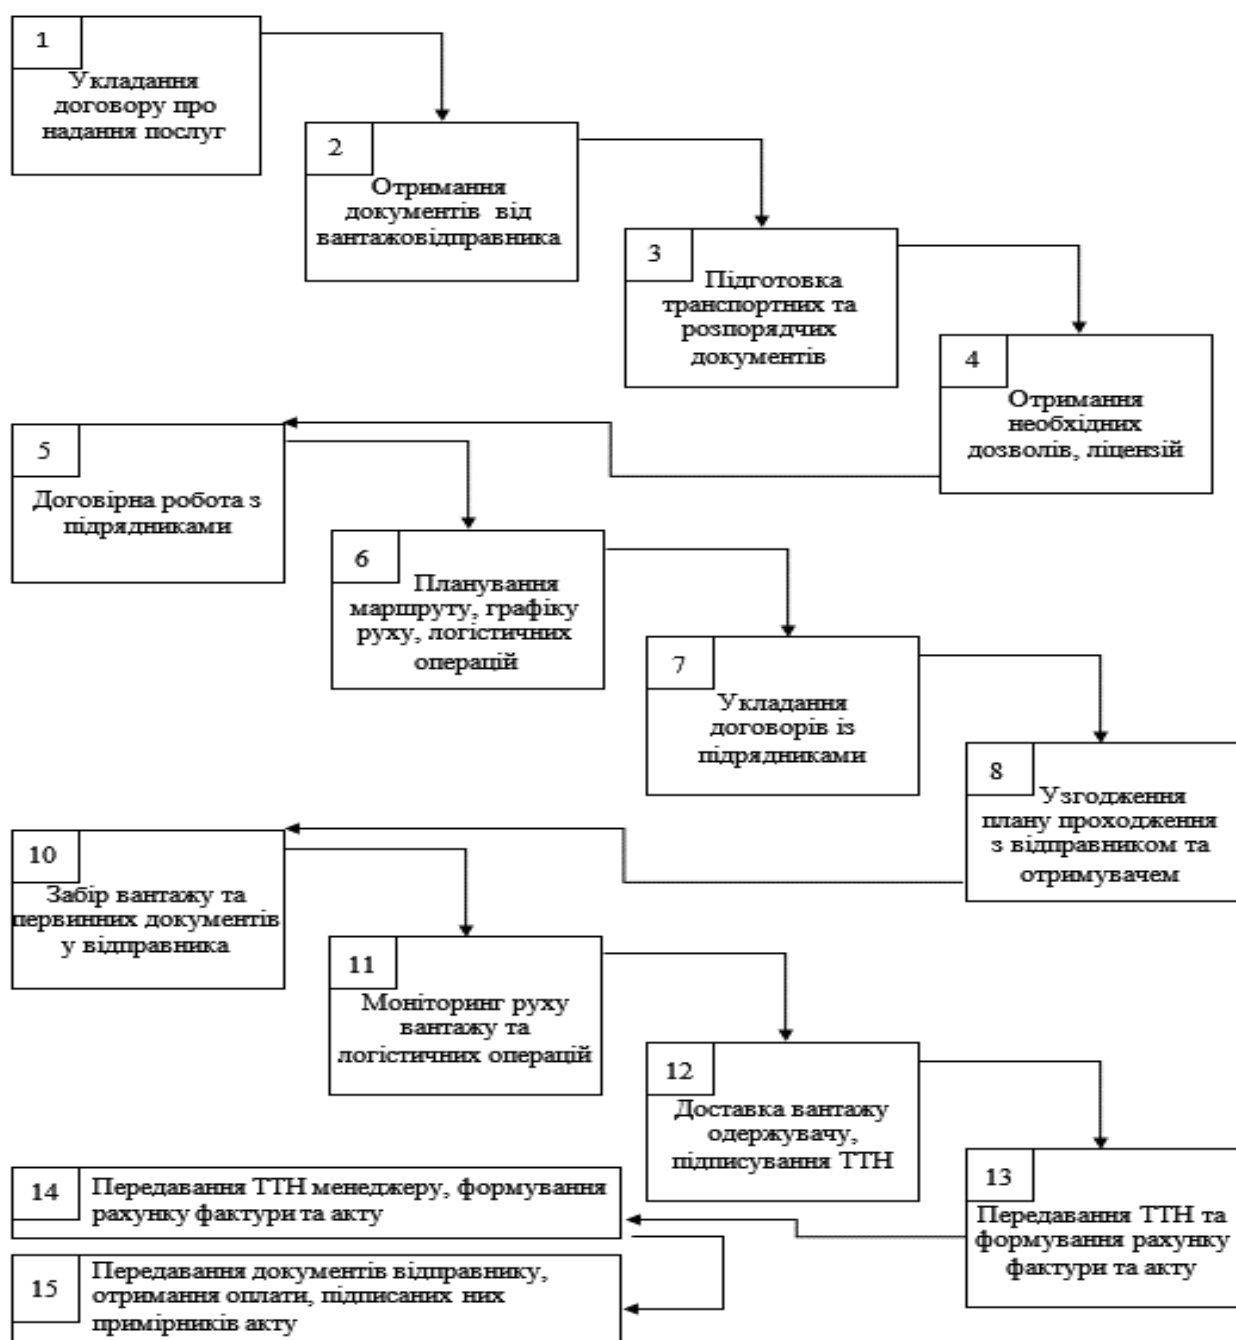 1
Укладання
договору про
надання послуг
2
Отримання
документів від
вантажовідправника
3
Підготовка
транспортних та
розпорядчих
документів
4
Отримання
необхідних
дозволів, ліцензій
5
Договірна робота з
підрядниками
6
Планування
маршруту, графіку
руху, логістичних
операцій
7
Укладання
договорів із
підрядниками
8
Узгодження
плану проходження
з відправником та
отримувачем
10
Забір вантажу та
первинних документів
у відправника
11
Моніторинг руху
вантажу та
логістичних операцій
12
Доставка вантажу
одержувачу,
підписування ТТН
13
Передавання ТТН та
формування рахунку
фактури та акту
14
Передавання ТТН менеджеру, формування
рахунку фактури та акту
15
Передавання документів відправнику,
отримання оплати, підписаних них
примірників акту